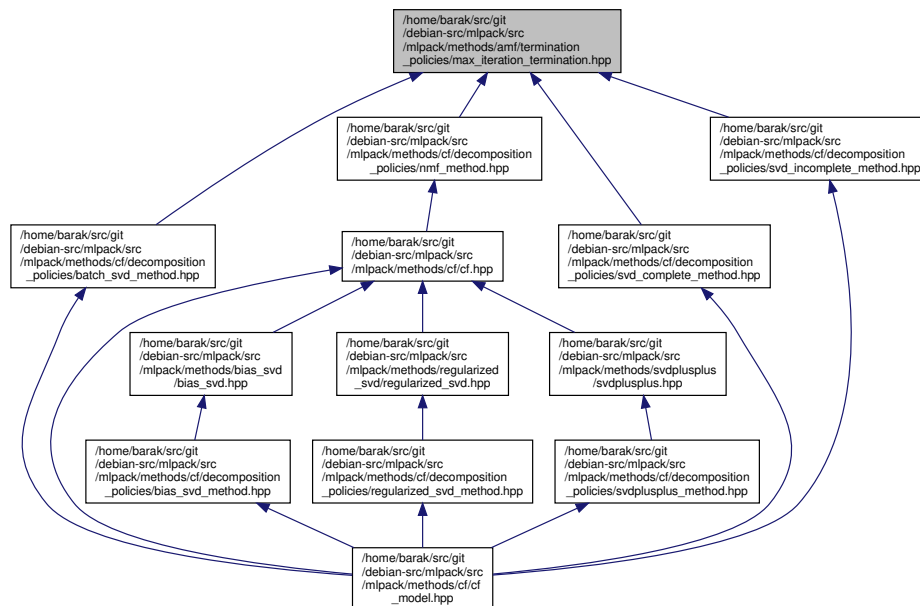 /home/barak/src/git
/debian-src/mlpack/src
/mlpack/methods/amf/termination
_policies/max_iteration_termination.hpp
/home/barak/src/git
/debian-src/mlpack/src
/mlpack/methods/cf/decomposition
_policies/nmf_method.hpp
/home/barak/src/git
/debian-src/mlpack/src
/mlpack/methods/cf/decomposition
_policies/svd_incomplete_method.hpp
/home/barak/src/git
/debian-src/mlpack/src
/mlpack/methods/cf/decomposition
_policies/batch_svd_method.hpp
/home/barak/src/git
/debian-src/mlpack/src
/mlpack/methods/cf/cf.hpp
/home/barak/src/git
/debian-src/mlpack/src
/mlpack/methods/cf/decomposition
_policies/svd_complete_method.hpp
/home/barak/src/git
/debian-src/mlpack/src
/mlpack/methods/bias_svd
/bias_svd.hpp
/home/barak/src/git
/debian-src/mlpack/src
/mlpack/methods/regularized
_svd/regularized_svd.hpp
/home/barak/src/git
/debian-src/mlpack/src
/mlpack/methods/svdplusplus
/svdplusplus.hpp
/home/barak/src/git
/debian-src/mlpack/src
/mlpack/methods/cf/decomposition
_policies/bias_svd_method.hpp
/home/barak/src/git
/debian-src/mlpack/src
/mlpack/methods/cf/decomposition
_policies/regularized_svd_method.hpp
/home/barak/src/git
/debian-src/mlpack/src
/mlpack/methods/cf/decomposition
_policies/svdplusplus_method.hpp
/home/barak/src/git
/debian-src/mlpack/src
/mlpack/methods/cf/cf
_model.hpp